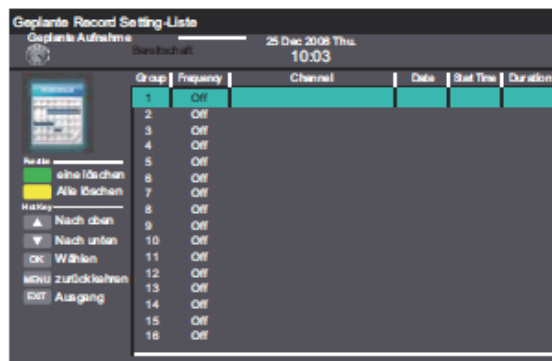 Geplante Record Setting-Liste
Geplante Aufnahme
Bereitschaft
25 Dec 2008 Thu.
10:03
Group Frequency Channel Date Start Time Duration
1 Off
2 Off
3 Off
4 Off
5 Off
6 Off
7 Off
8 Off
9 Off
10 Off
11 Off
12 Off
13 Off
14 Off
15 Off
16 Off
eine löschen
Alle löschen
HotKey
Nach oben
Nach unten
OK Wählen
MENU zurückkehren
EXIT Ausgang